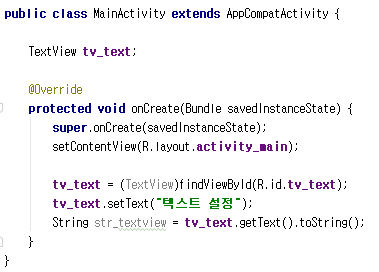 public class MainActivity extends AppCompatActivity {
TextView tv_text;
@Override
protected void onCreate(Bundle savedInstanceState) {
super.onCreate(savedInstanceState);
setContentView(R.layout.activity_main);
tv_text = (TextView)findViewById(R.id.tv_text);
tv_text.setText("텍스트 설정");
String str_textview = tv_text.getText().toString();
}
}